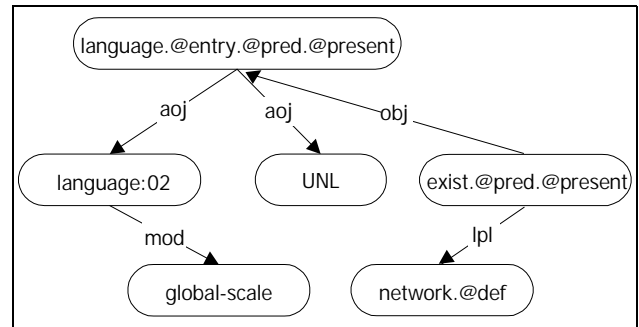 language.@entry.@pred.@present
aoj
aoj
obj
language:02
UNL
exist.@pred.@present
mod
lpl
global-scale
network.@def